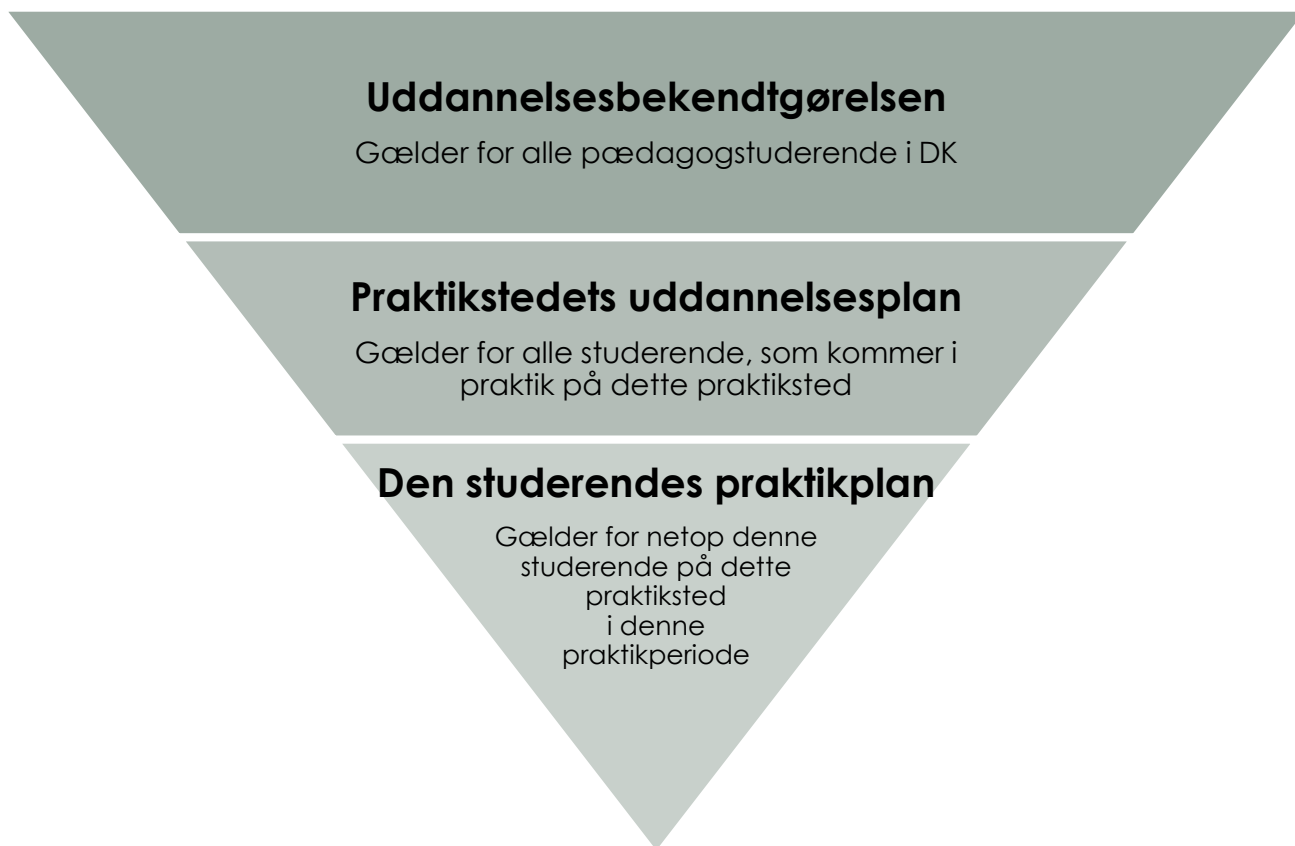 Uddannelsesbekendtgørelsen
Gælder for alle pædagogstuderende i DK
Praktikstedets uddannelsesplan
Gælder for alle studerende, som kommer i
praktik på dette praktiksted
Den studerendes praktikplan
Gælder for netop denne
studerende på dette
praktiksted
i denne
praktikperiode